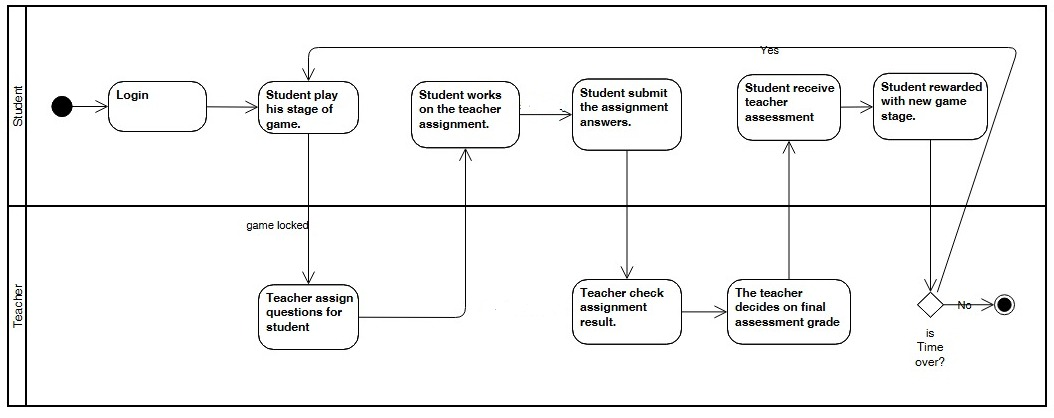 Student
Login
Student play
his stage of
game.
Student works
on the teacher
assignment.
Student submit
the assignment
answers.
Student receive
teacher
assessment
Student rewarded
with new game
stage.
Yes
Teacher
game locked
Teacher assign
questions for
student
Teacher check
assignment
result.
The teacher
decides on final
assessment grade
No
is
Time
over?